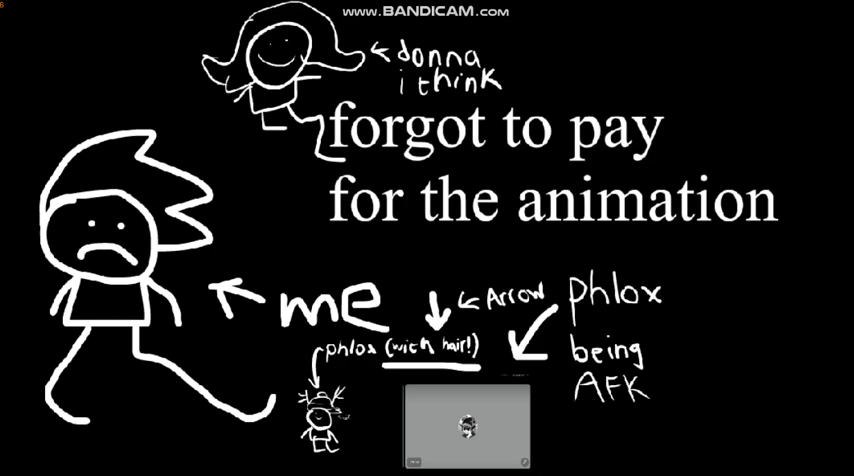 6
www.BANDICAM.com
donna
i think
forgot to pay
for the animation
me
Arrow
phlox
phlox (with hair!)
being
AFK